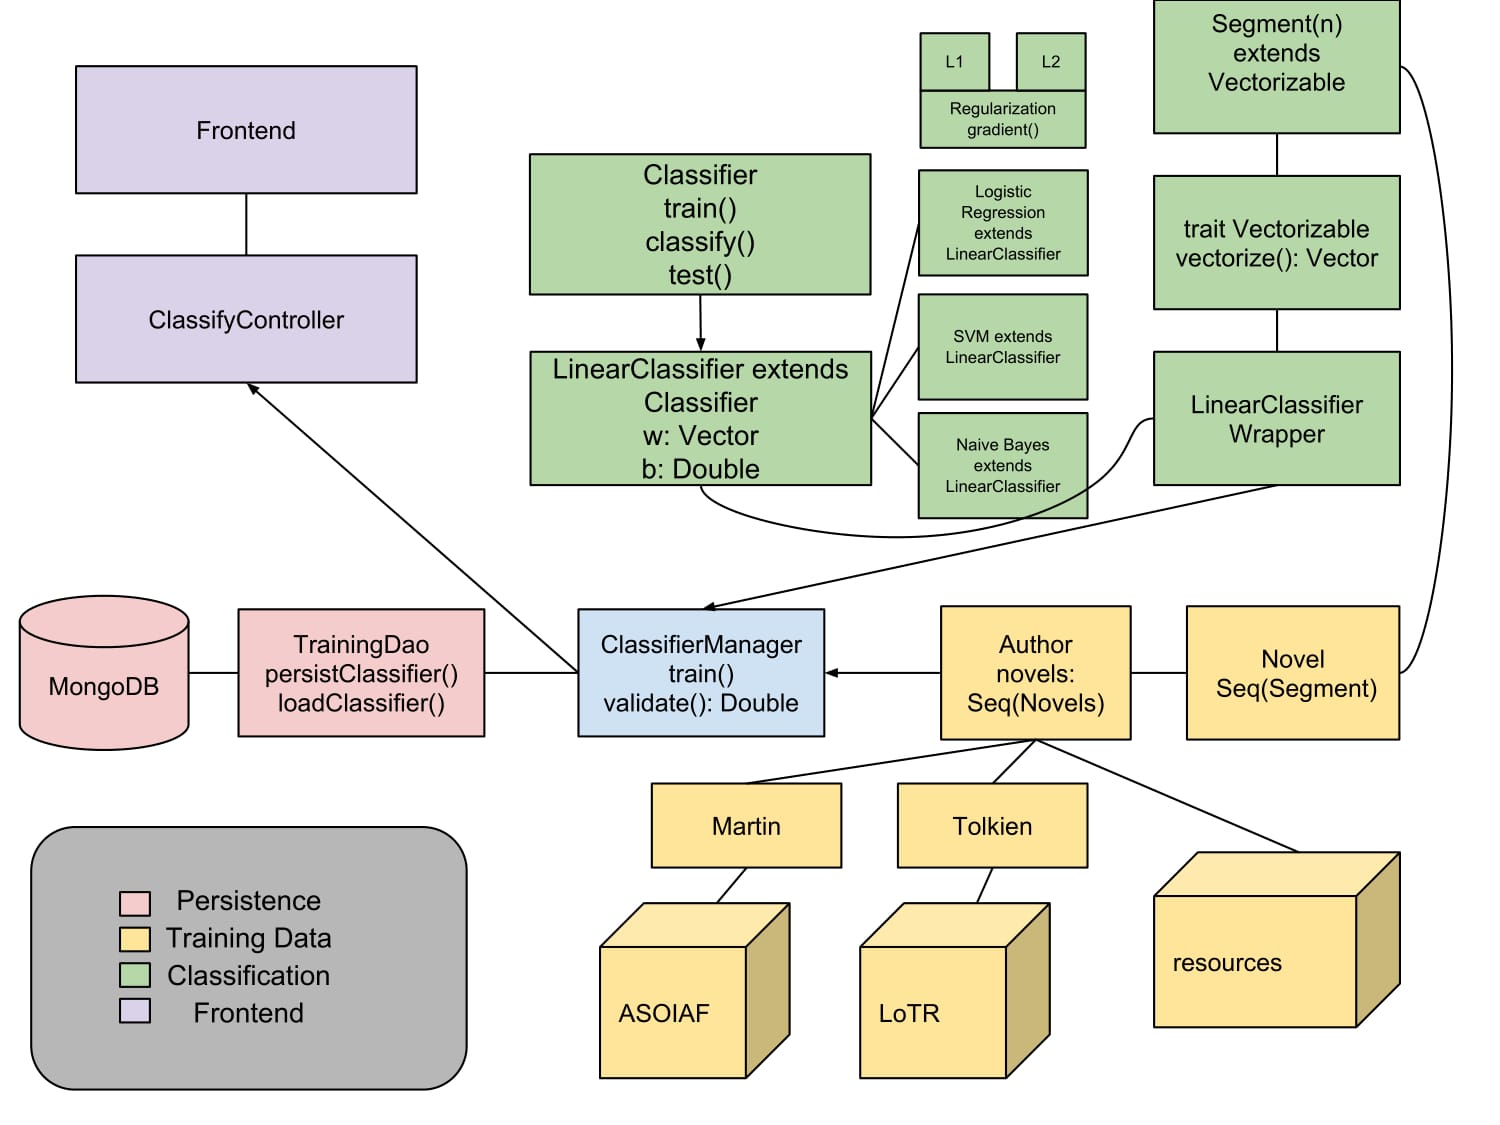 Frontend
ClassifyController
Classifier
train()
classify()
test()
LinearClassifier extends
Classifier
w: Vector
b: Double
L1
L2
Regularization
gradient()
Logistic
Regression
extends
LinearClassifier
SVM extends
LinearClassifier
Naive Bayes
extends
LinearClassifier
Segment(n)
extends
Vectorizable
trait Vectorizable
vectorize(): Vector
LinearClassifier
Wrapper
MongoDB
TrainingDao
persistClassifier()
loadClassifier()
ClassifierManager
train()
validate(): Double
Author
novels:
Seq(Novels)
Novel
Seq(Segment)
Martin
Tolkien
ASOIAF
LoTR
resources
Persistence
Training Data
Classification
Frontend